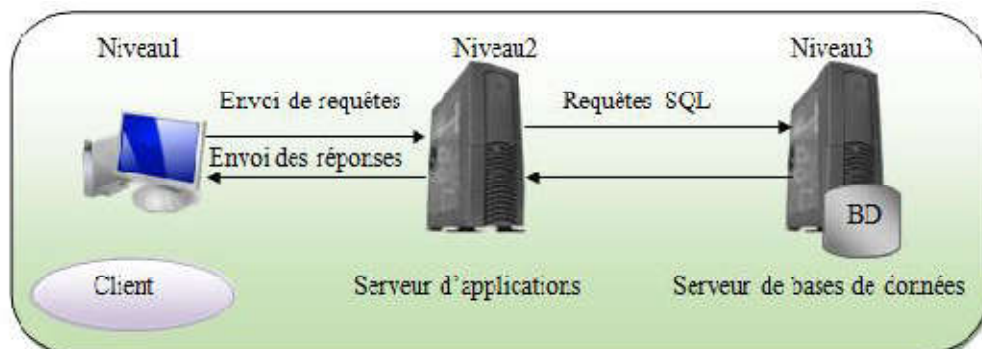 Niveau1
Niveau2
Niveau3
Envoi de requêtes
Requêtes SQL
Envoi des réponses
BD
Client
Serveur d'applications
Serveur de bases de données